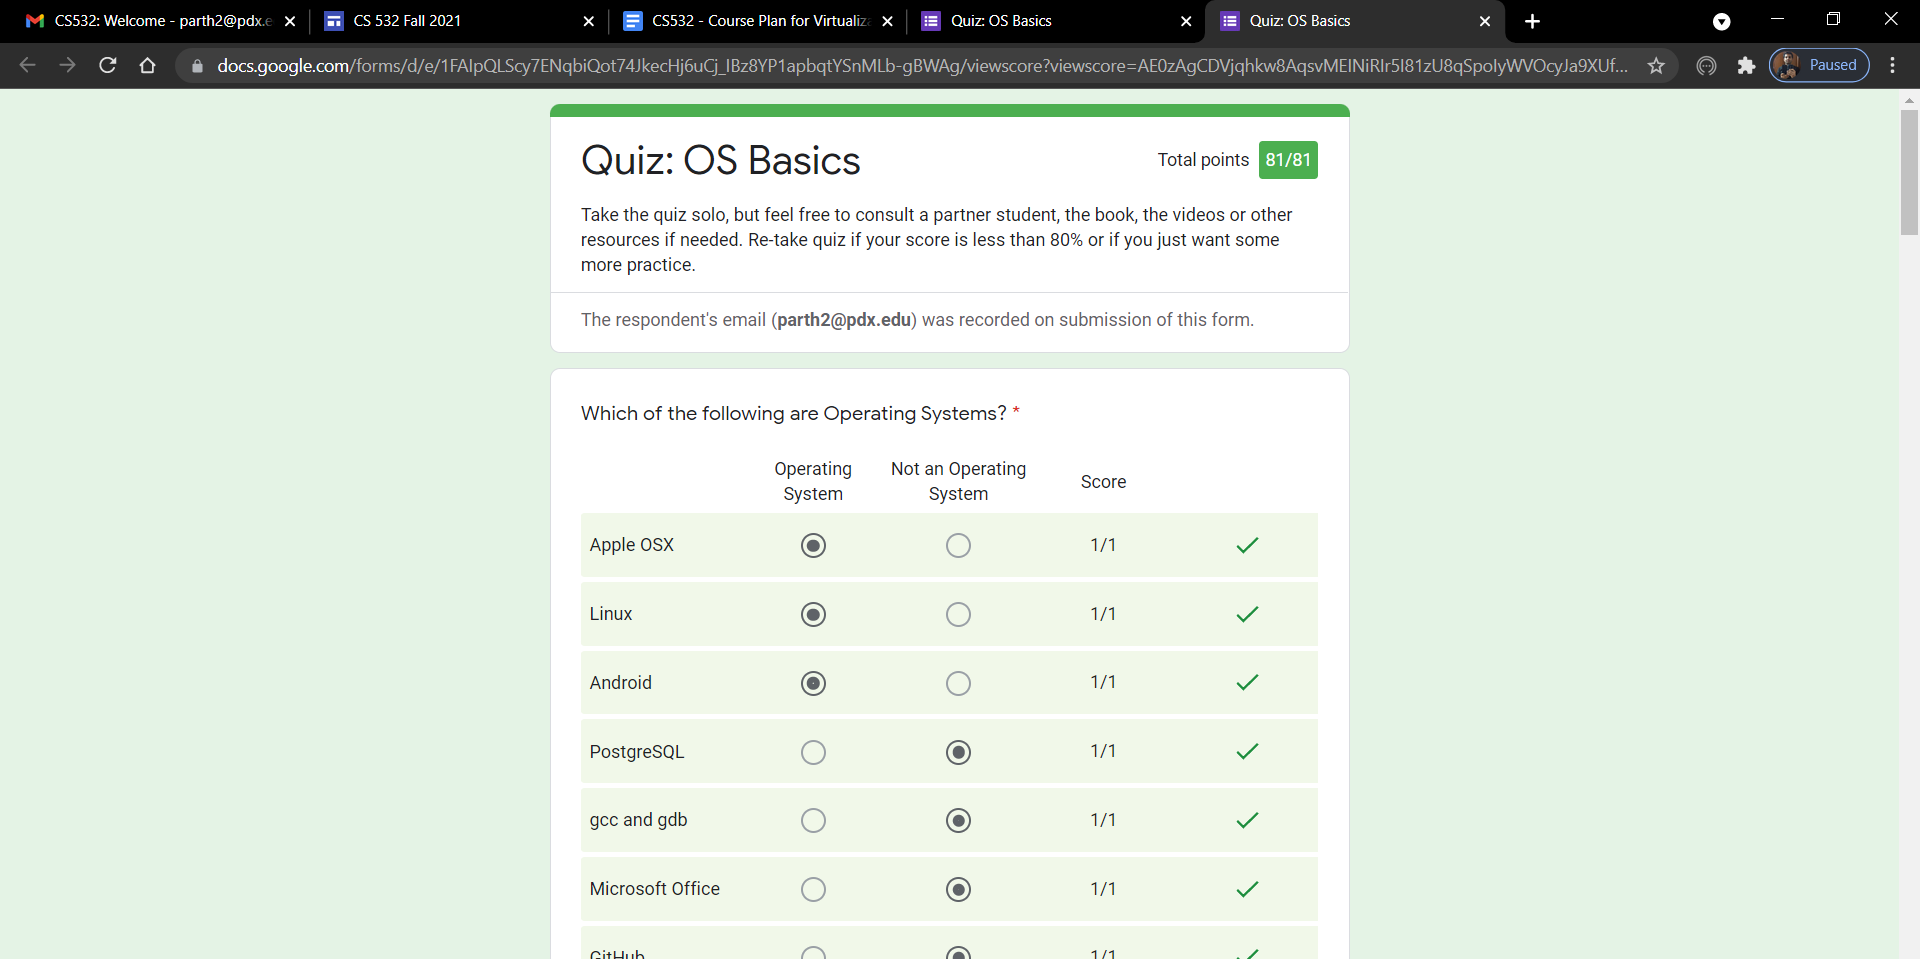 CS532: Welcome - parth2@pdx.e
CS 532 Fall 2021
CS532 - Course Plan for Virtualiza
Quiz: OS Basics
Quiz: OS Basics
docs.google.com/forms/d/e/1FAIpQLScy7ENqbiQot74JkecHj6uCj_IBz8YP1apbqtYSnMLb-gBWAg/viewscore?viewscore=AE0zAgCDVjqhkw8AqsvMEINiRIr5I81zU8qSpoIyWVOcyJa9XUf...
Paused
Quiz: OS Basics
Total points 81/81
Take the quiz solo, but feel free to consult a partner student, the book, the videos or other
resources if needed. Re-take quiz if your score is less than 80% or if you just want some
more practice.
The respondent's email (parth2@pdx.edu) was recorded on submission of this form.
Which of the following are Operating Systems? *
Operating System
Not an Operating System
Score
Apple OSX 1/1
Linux 1/1
Android 1/1
PostgreSQL 1/1
gcc and gdb 1/1
Microsoft Office 1/1
GitHub 1/1